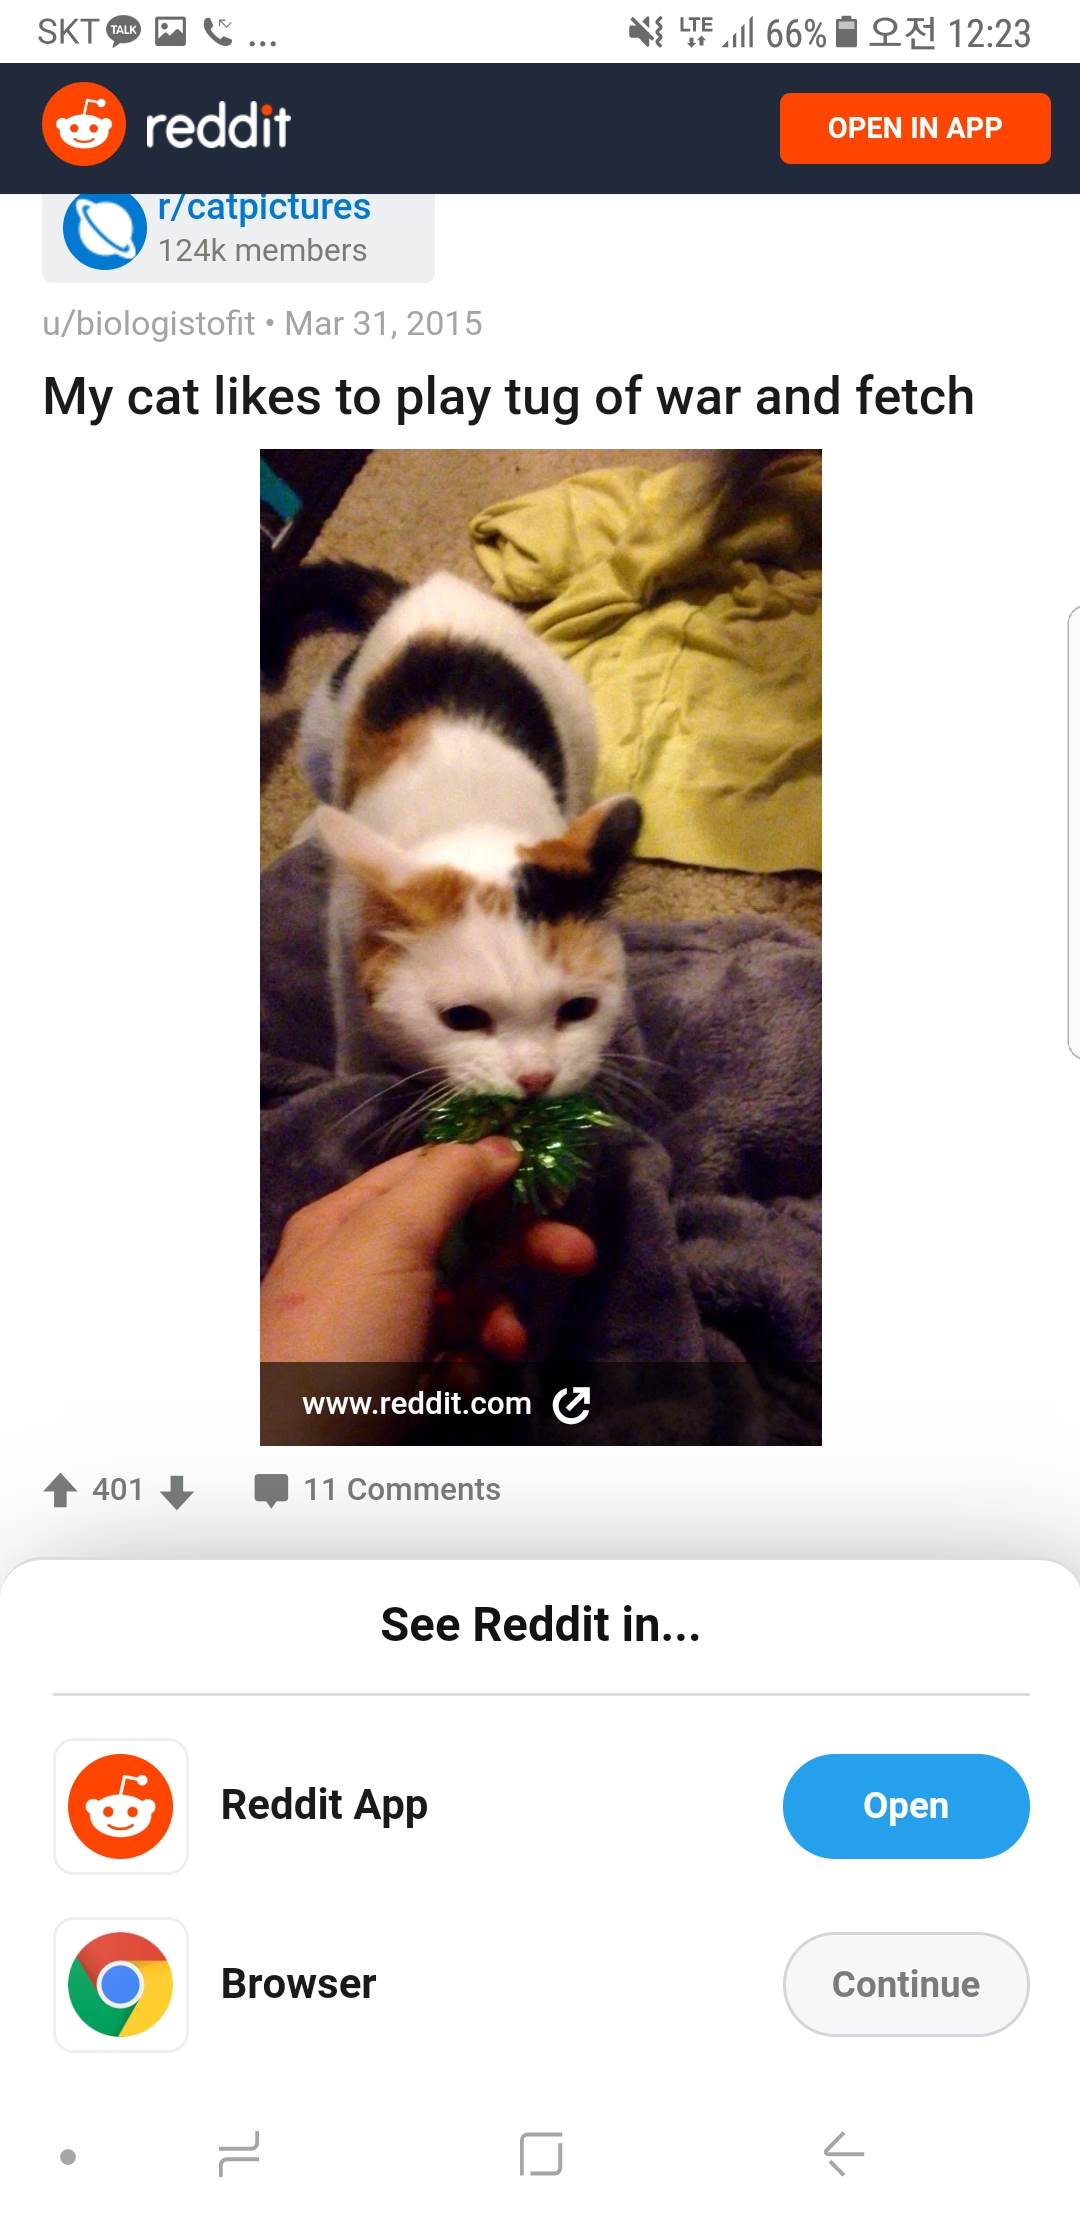 SKT TALK ... LTE 66% 오전 12:23
reddit OPEN IN APP
r/catpictures
124k members
u/biologistofit • Mar 31, 2015
My cat likes to play tug of war and fetch
www.reddit.com
401 11 Comments
See Reddit in...
Reddit App Open
Browser Continue